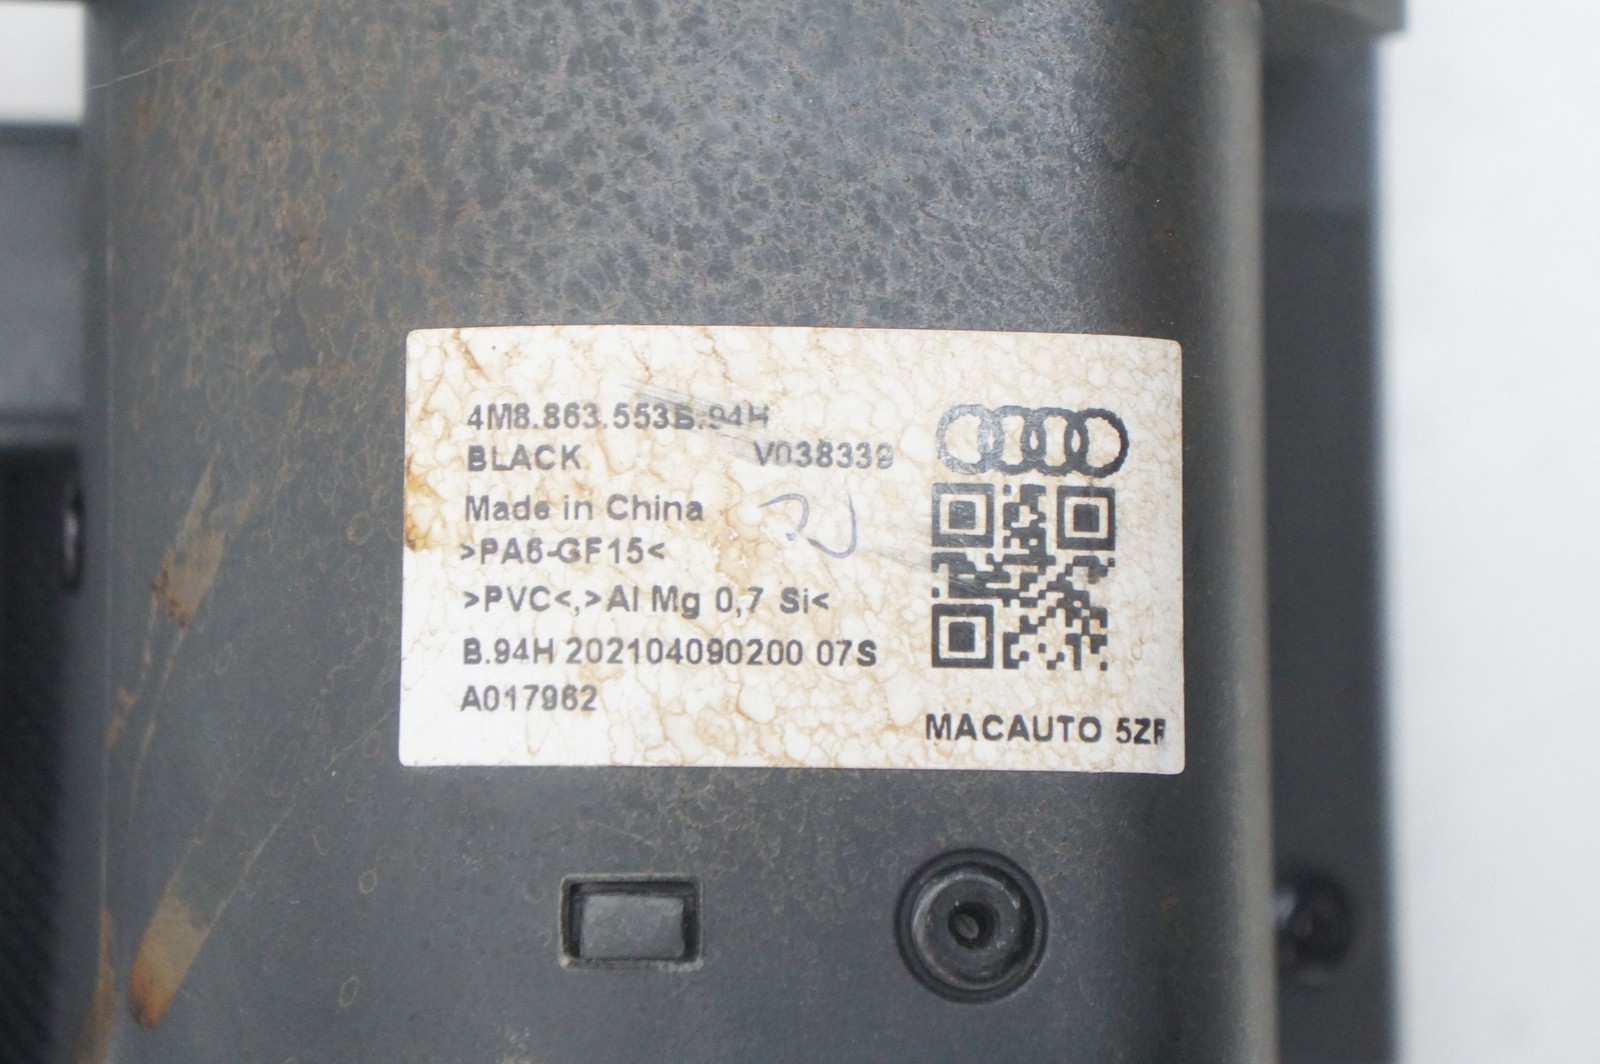 4M8.863.553B.94H
BLACK V038339
Made in China
>PA6-GF15<
>PVC<,>Al Mg 0,7 Si<
B.94H 202104090200 07S
A017962
MACAUTO 5ZF